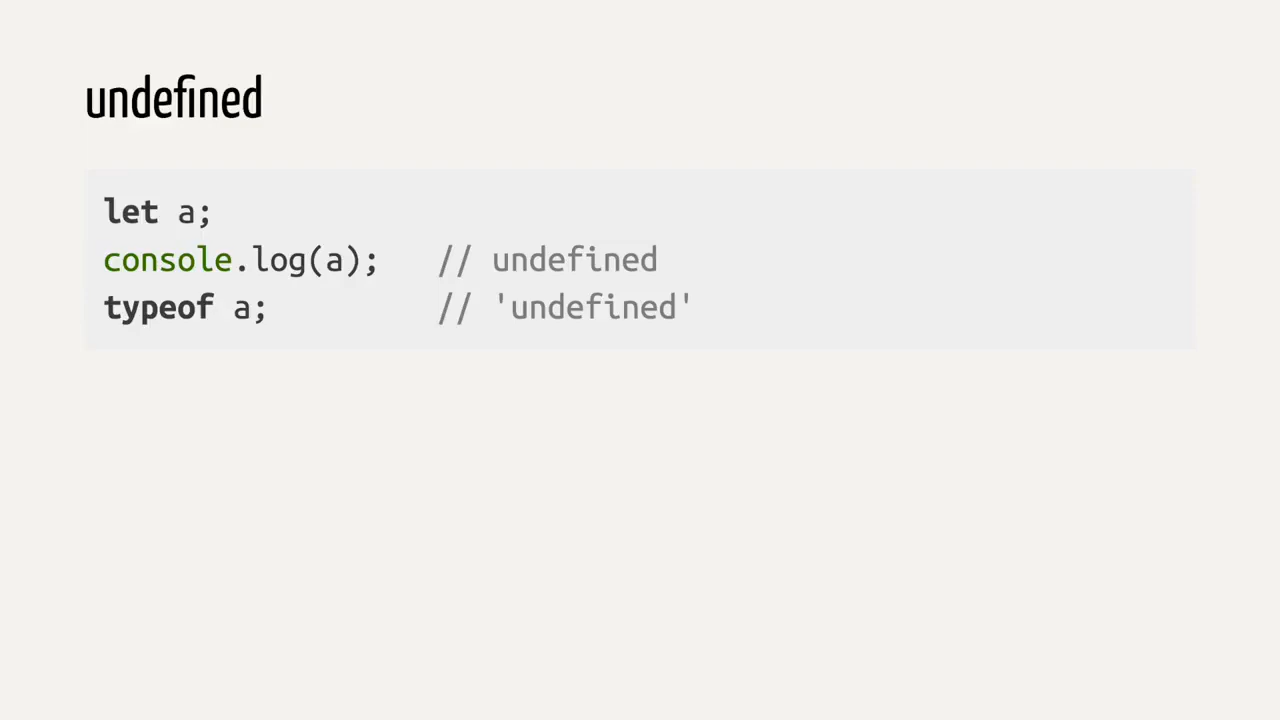 undefined
let a;
console.log(a);   // undefined
typeof a;         // 'undefined'